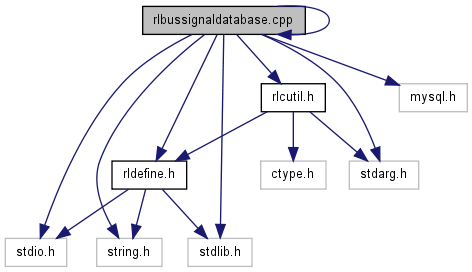 rlbussignaldatabase.cpp
rlcutil.h
mysql.h
rldefine.h
ctype.h
stdarg.h
stdio.h
string.h
stdlib.h